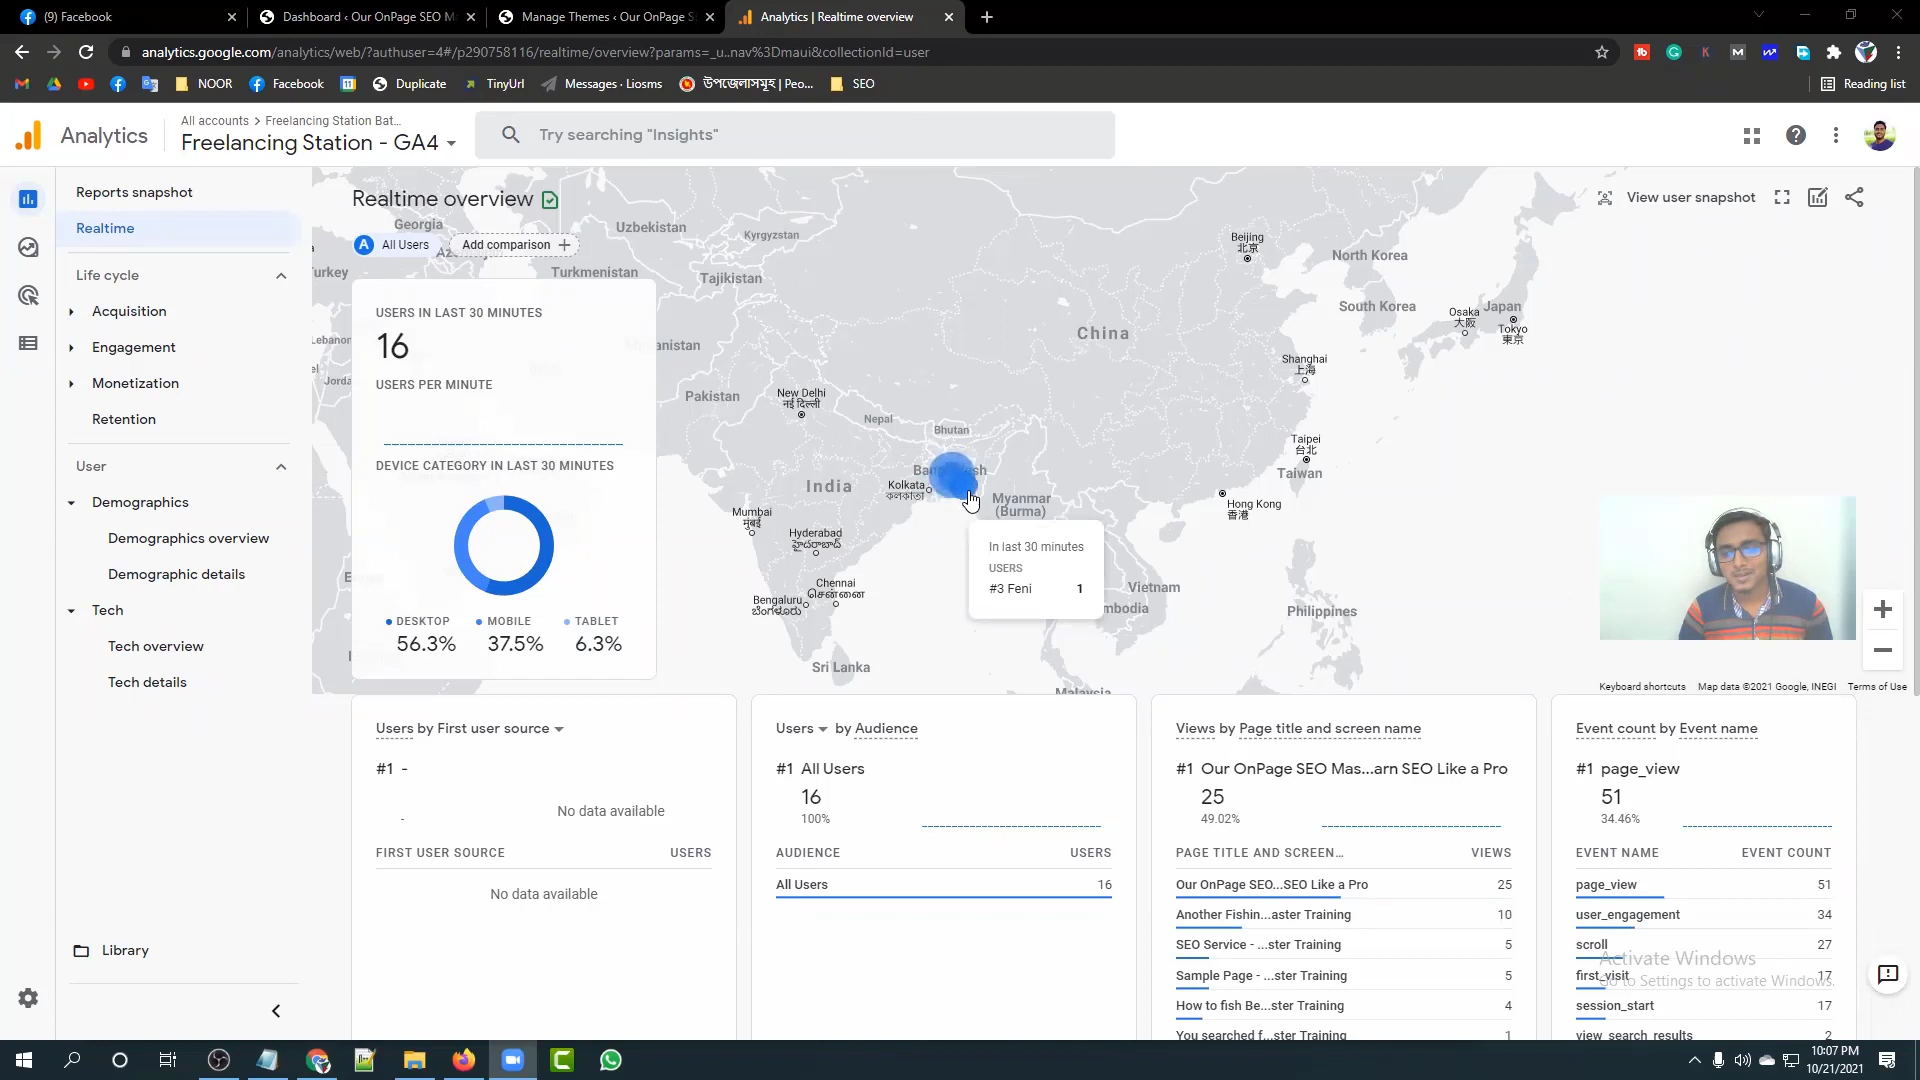 (9) Facebook
Dashboard ‹ Our OnPage SEO M
Manage Themes ‹ Our OnPage S
Analytics | Realtime overview
analytics.google.com/analytics/web/?authuser=4#/p290758116/realtime/overview?params=_u..nav%3Dmaui&collectionId=user
NOOR
Facebook
Duplicate
TinyUrl
Messages · Liosms
উপজেলাসমূহ | Peo...
SEO
Reading list
Analytics
All accounts > Freelancing Station Bat...
Freelancing Station - GA4
Try searching "Insights"
Reports snapshot
Realtime
Life cycle
Acquisition
Engagement
Monetization
Retention
User
Demographics
Demographics overview
Demographic details
Tech
Tech overview
Tech details
Library
Realtime overview
A All Users
Add comparison +
View user snapshot
USERS IN LAST 30 MINUTES
16
USERS PER MINUTE
DEVICE CATEGORY IN LAST 30 MINUTES
DESKTOP
56.3%
MOBILE
37.5%
TABLET
6.3%
Georgia
Uzbekistan
Kyrgyzstan
Turkmenistan
Tajikistan
Pakistan
New Delhi
नई दिल्ली
Nepal
Bhutan
India
Kolkata
কলকাতা
Mumbai
मुंबई
Hyderabad
హైదరాబాద్
Chennai
சென்னை
Bengaluru
ಬೆಂಗಳೂರು
Sri Lanka
Myanmar
(Burma)
China
Beijing
北京
North Korea
South Korea
Osaka
大阪
Japan
Tokyo
東京
Shanghai
上海
Taipei
台北
Taiwan
Hong Kong
香港
Vietnam
Philippines
Malaysia
In last 30 minutes
USERS
#3 Feni 1
Keyboard shortcuts
Map data ©2021 Google, INEGI
Terms of Use
Users by First user source
#1 -
-
No data available
FIRST USER SOURCE USERS
No data available
Users by Audience
#1 All Users
16
100%
AUDIENCE USERS
All Users 16
Views by Page title and screen name
#1 Our OnPage SEO Mas...arn SEO Like a Pro
25
49.02%
PAGE TITLE AND SCREEN... VIEWS
Our OnPage SEO...SEO Like a Pro 25
Another Fishin...aster Training 10
SEO Service - ...ster Training 5
Sample Page - ...ster Training 5
How to fish Be...ster Training 4
You searched f...ster Training 1
Event count by Event name
#1 page_view
51
34.46%
EVENT NAME EVENT COUNT
page_view 51
user_engagement 34
scroll 27
first_visit 17
session_start 17
view_search_results 2
Activate Windows
Go to Settings to activate Windows.
10:07 PM
10/21/2021